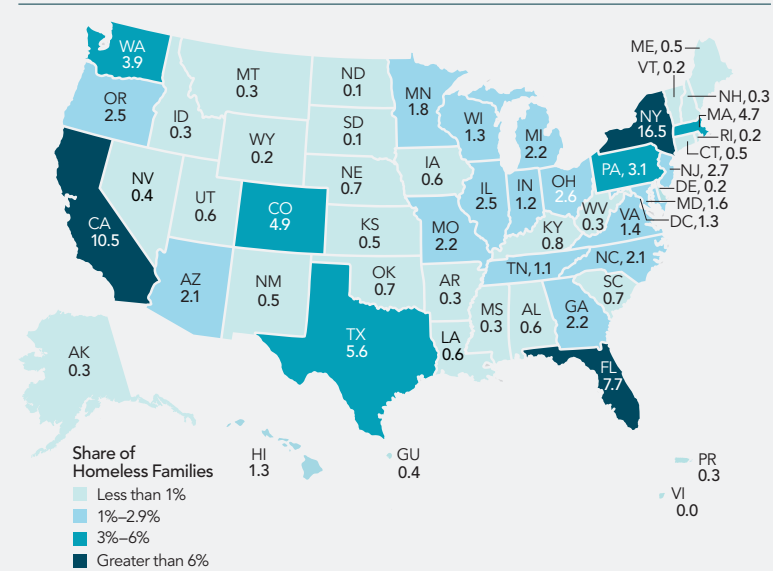 WA
3.9
OR
2.5
CA
10.5
ID
0.3
NV
0.4
MT
0.3
WY
0.2
UT
0.6
AZ
2.1
CO
4.9
NM
0.5
ND
0.1
SD
0.1
NE
0.7
KS
0.5
OK
0.7
TX
5.6
MN
1.8
IA
0.6
MO
2.2
AR
0.3
LA
0.6
WI
1.3
IL
2.5
MI
2.2
IN
1.2
OH
2.6
KY
0.8
TN, 1.1
MS
0.3
AL
0.6
GA
2.2
FL
7.7
SC
0.7
NC, 2.1
VA
1.4
WV
0.3
PA, 3.1
NY
16.5
ME, 0.5
VT, 0.2
NH, 0.3
MA, 4.7
RI, 0.2
CT, 0.5
NJ, 2.7
DE, 0.2
MD, 1.6
DC, 1.3
AK
0.3
HI
1.3
GU
0.4
PR
0.3
VI
0.0
Share of
Homeless Families
Less than 1%
1%–2.9%
3%–6%
Greater than 6%